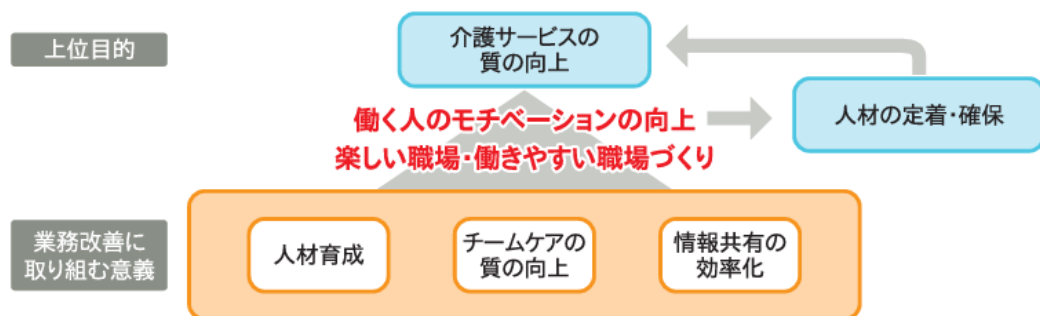 上位目的
介護サービスの
質の向上
人材の定着・確保
働く人のモチベーションの向上
楽しい職場・働きやすい職場づくり
業務改善に
取り組む意義
人材育成
チームケアの
質の向上
情報共有の
効率化